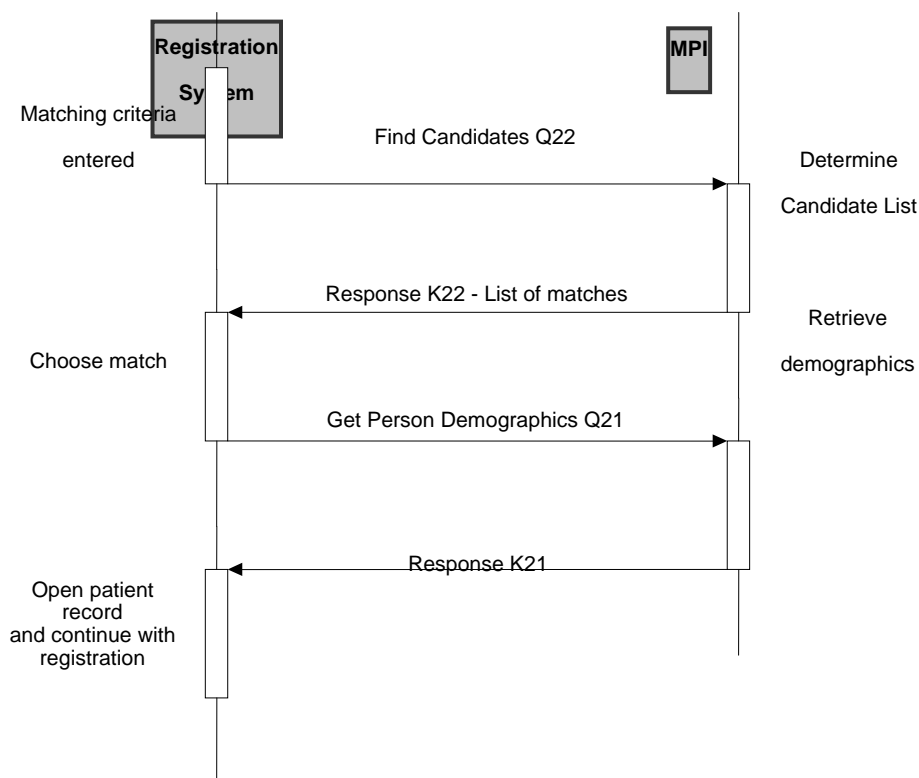 Registration
System
MPI
Matching criteria
entered
Find Candidates Q22
Determine
Candidate List
Response K22 - List of matches
Retrieve
demographics
Choose match
Get Person Demographics Q21
Response K21
Open patient
record
and continue with
registration